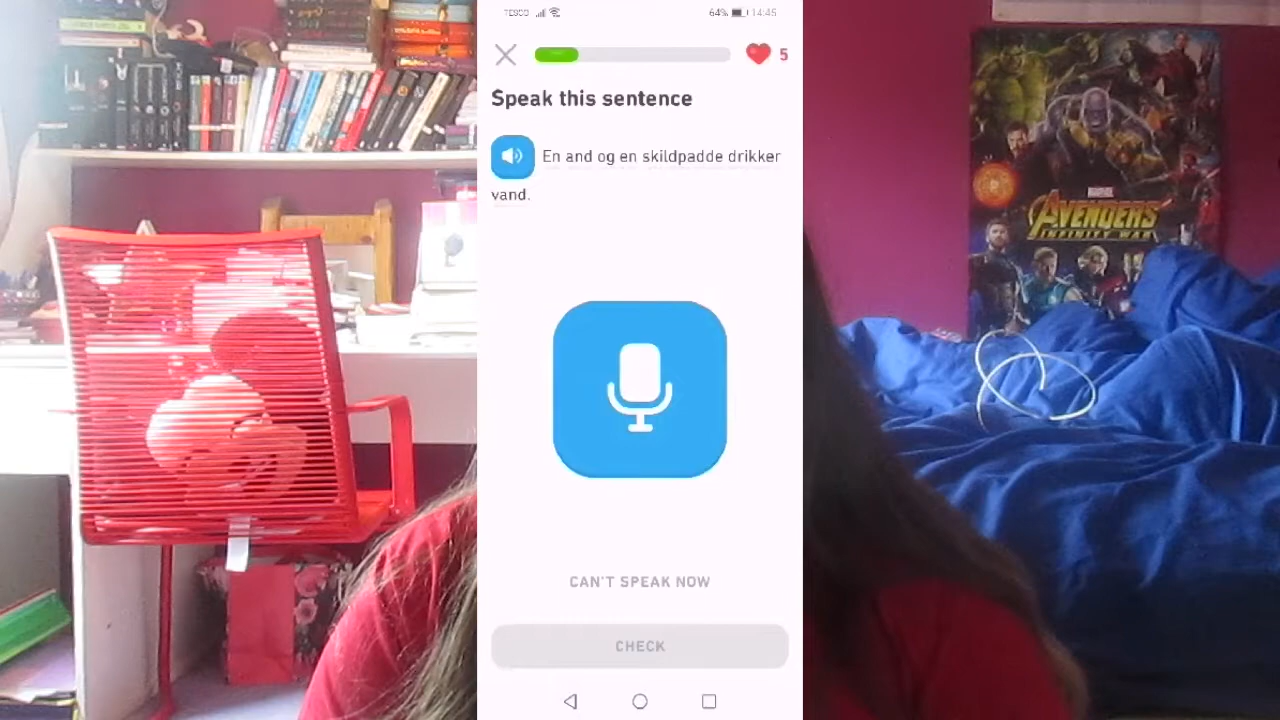 TESCO
64% 14:45
5
Speak this sentence
En and og en skildpadde drikker
vand.
CAN'T SPEAK NOW
CHECK
MARVEL
AVENGERS
INFINITY WAR